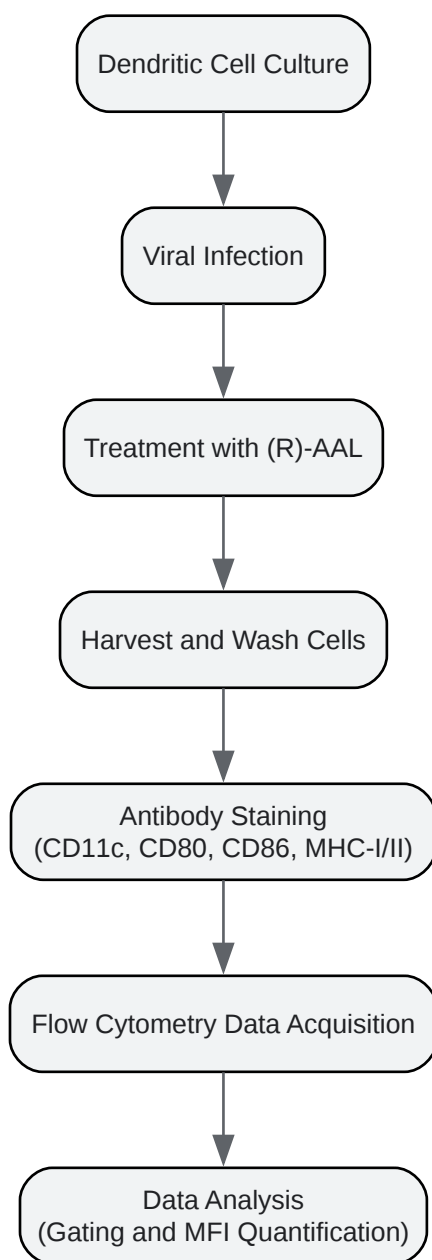 Dendritic Cell Culture
Viral Infection
Treatment with (R)-AAL
Harvest and Wash Cells
Antibody Staining
(CD11c, CD80, CD86, MHC-I/II)
Flow Cytometry Data Acquisition
Data Analysis
(Gating and MFI Quantification)